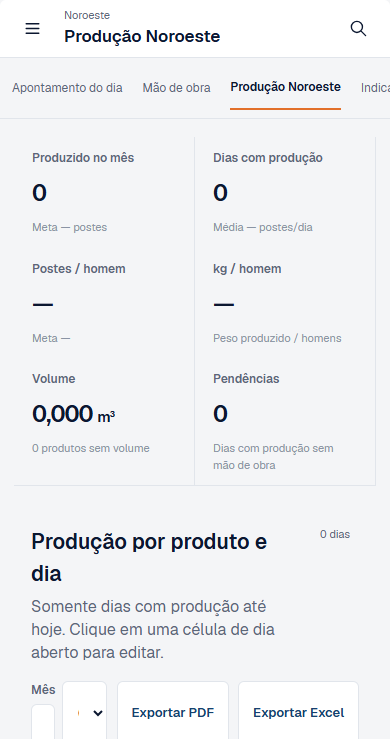 Noroeste
Produção Noroeste
Apontamento do dia Mão de obra Produção Noroeste Indica
Produzido no mês
0
Meta — postes
Dias com produção
0
Média — postes/dia
Postes / homem
—
Meta —
kg / homem
—
Peso produzido / homens
Volume
0,000 m³
0 produtos sem volume
Pendências
0
Dias com produção sem
mão de obra
Produção por produto e
dia
0 dias
Somente dias com produção até
hoje. Clique em uma célula de dia
aberto para editar.
Mês
Exportar PDF
Exportar Excel